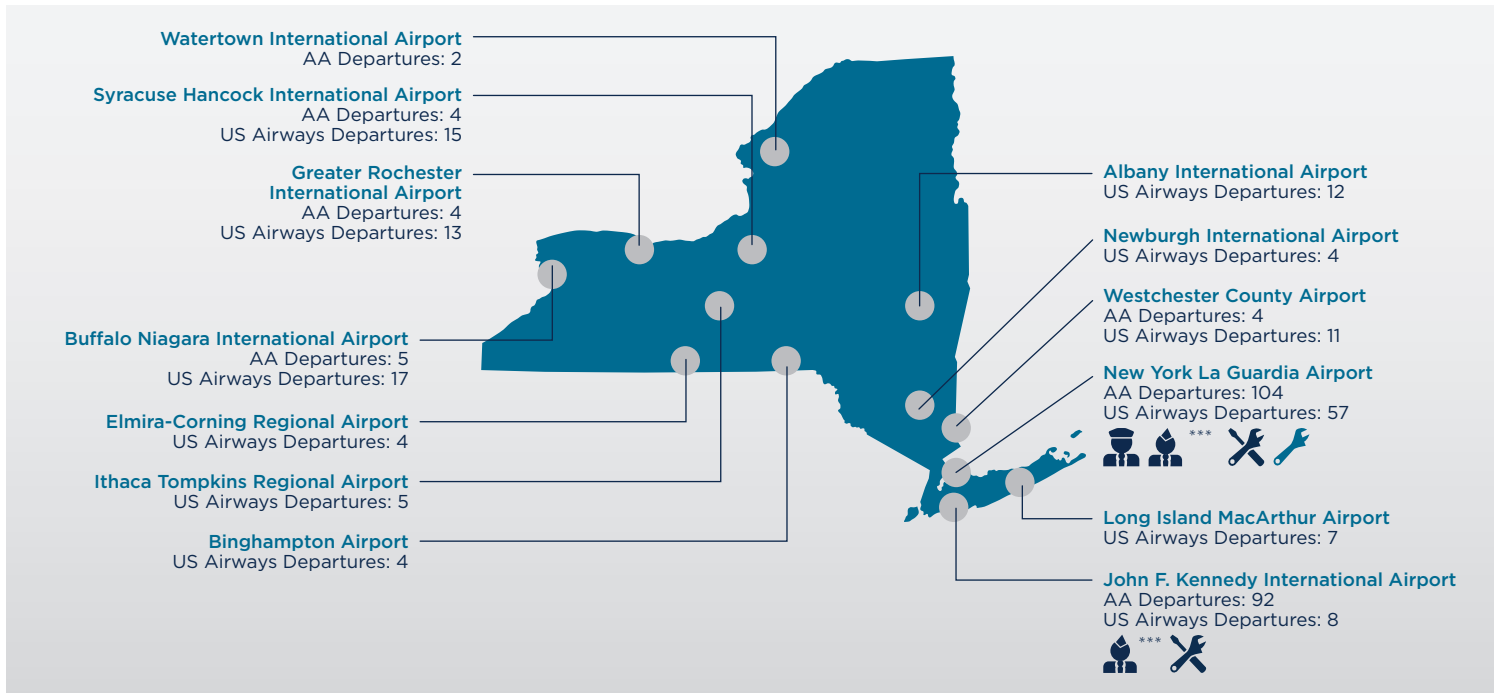 Watertown International Airport
AA Departures: 2
Syracuse Hancock International Airport
AA Departures: 4
US Airways Departures: 15
Greater Rochester
International Airport
AA Departures: 4
US Airways Departures: 13
Buffalo Niagara International Airport
AA Departures: 5
US Airways Departures: 17
Elmira-Corning Regional Airport
US Airways Departures: 4
Ithaca Tompkins Regional Airport
US Airways Departures: 5
Binghampton Airport
US Airways Departures: 4
Albany International Airport
US Airways Departures: 12
Newburgh International Airport
US Airways Departures: 4
Westchester County Airport
AA Departures: 4
US Airways Departures: 11
New York La Guardia Airport
AA Departures: 104
US Airways Departures: 57
***
Long Island MacArthur Airport
US Airways Departures: 7
John F. Kennedy International Airport
AA Departures: 92
US Airways Departures: 8
***